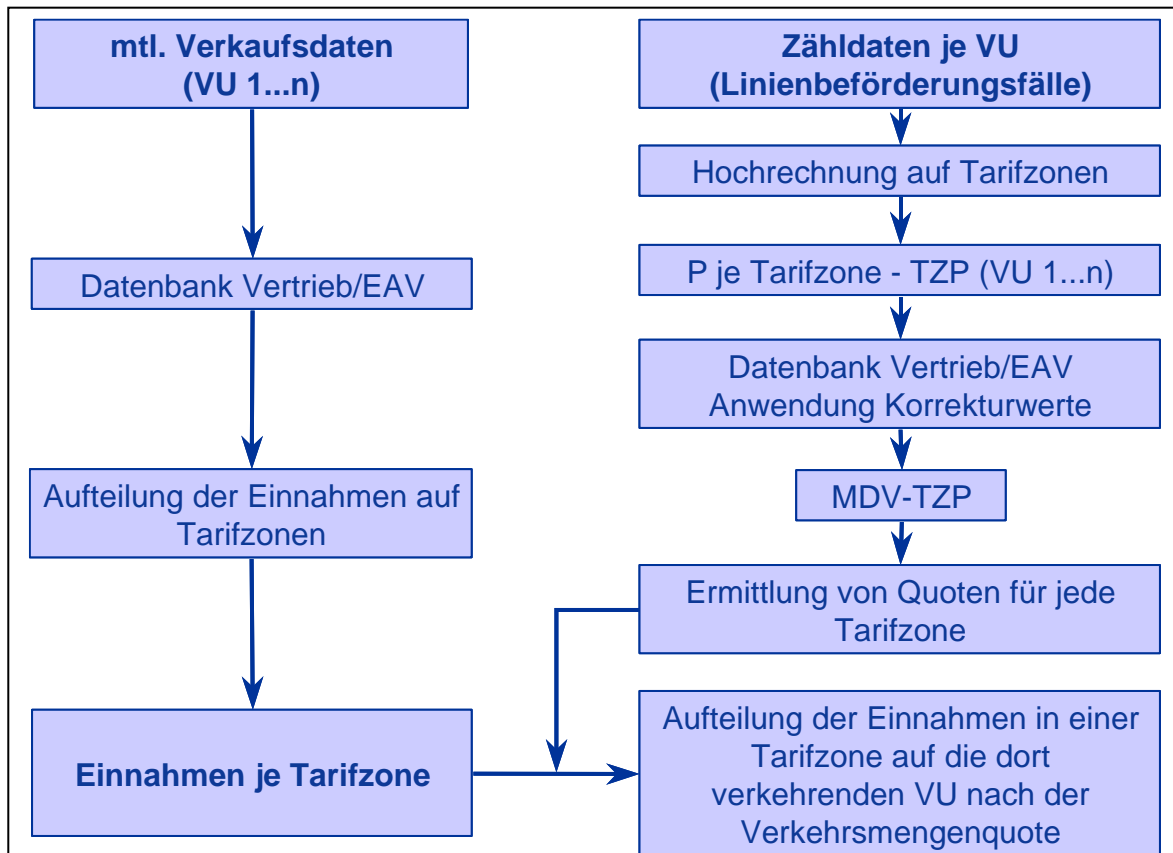 mtl. Verkaufsdaten
(VU 1...n)
Datenbank Vertrieb/EAV
Aufteilung der Einnahmen auf
Tarifzonen
Einnahmen je Tarifzone
Zähldaten je VU
(Linienbeförderungsfälle)
Hochrechnung auf Tarifzonen
P je Tarifzone - TZP (VU 1...n)
Datenbank Vertrieb/EAV
Anwendung Korrekturwerte
MDV-TZP
Ermittlung von Quoten für jede
Tarifzone
Aufteilung der Einnahmen in einer
Tarifzone auf die dort
verkehrenden VU nach der
Verkehrsmengenquote